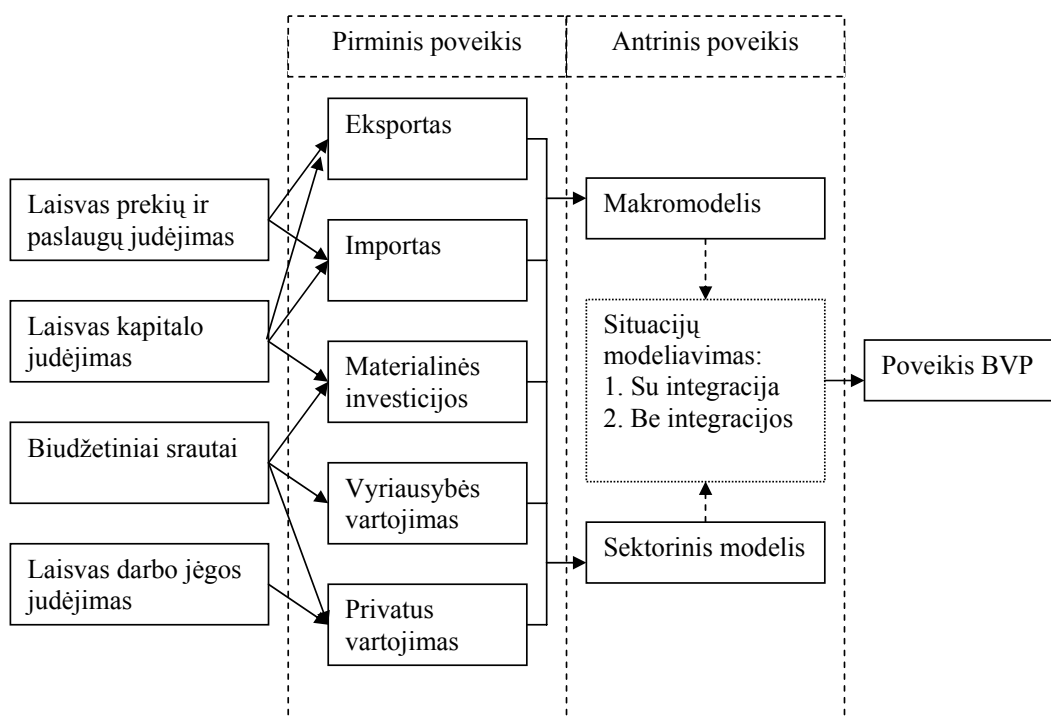 Pirminis poveikis
Antrinis poveikis
Laisvas prekių ir
paslaugų judėjimas
Laisvas kapitalo
judėjimas
Biudžetiniai srautai
Laisvas darbo jėgos
judėjimas
Eksportas
Importas
Materialinės
investicijos
Vyriausybės
vartojimas
Privatus
vartojimas
Makromodelis
Situacijų
modeliavimas:
1. Su integracija
2. Be integracijos
Sektorinis modelis
Poveikis BVP